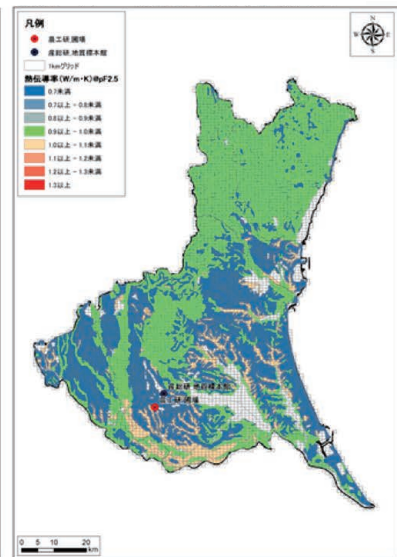 凡例
農工研_圃場
産総研_地質標本館
1kmグリッド
熱伝導率(W/m・K)@pF2.5
0.7未満
0.7以上 - 0.8未満
0.8以上 - 0.9未満
0.9以上 - 1.0未満
1.0以上 - 1.1未満
1.1以上 - 1.2未満
1.2以上 - 1.3未満
1.3以上
N
W
E
S
産総研_地質標本館
農工研_圃場
0 5 10 20
km